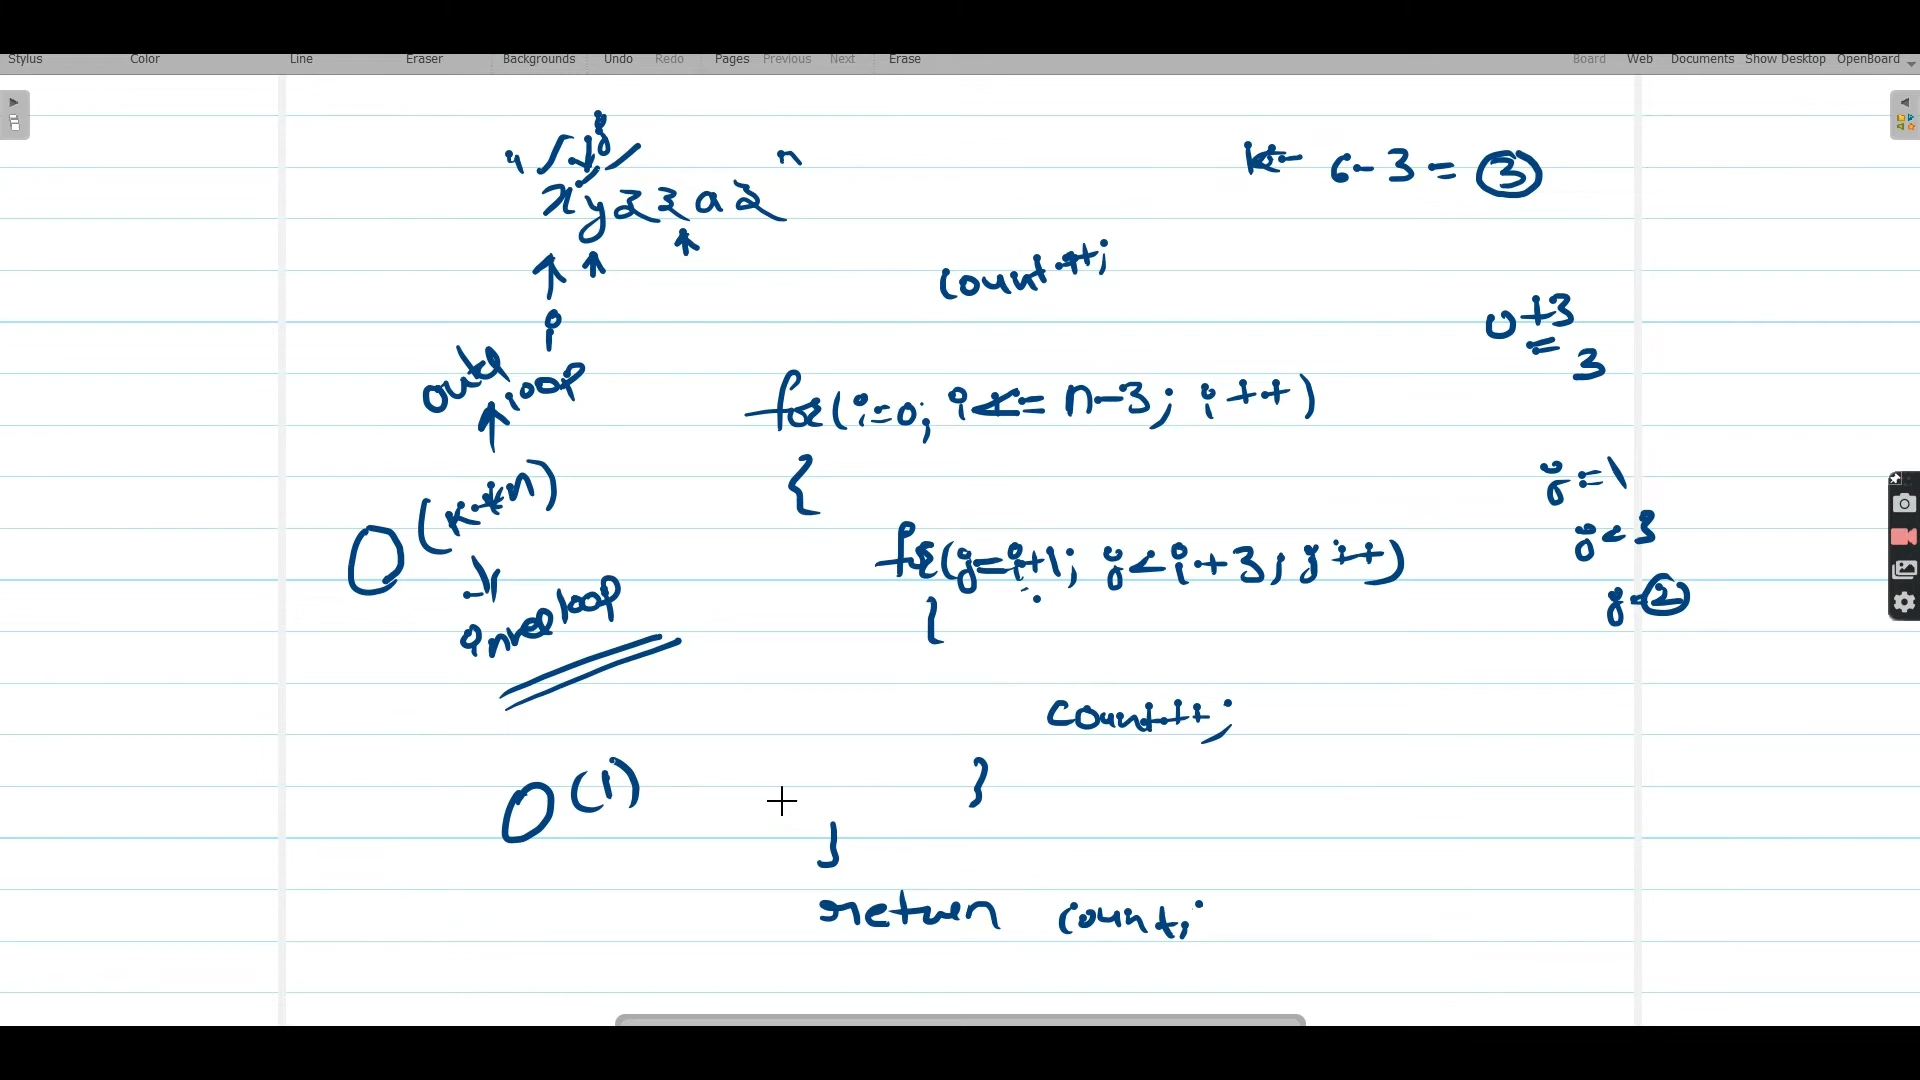 Stylus Color Line Eraser Backgrounds Undo Redo Pages Previous Next Erase Board Web Documents Show Desktop OpenBoard
j
" xyzzaz "
k 6-3 = 3
count++;
i
0+3
= 3
loop
for(i=0; i<= n-3; i++)
{
O(k*n)
j=1
j<3
j=2
for(j=i+1; j<i+3; j++)
{
loop
count++;
}
O(1)
}
return count;